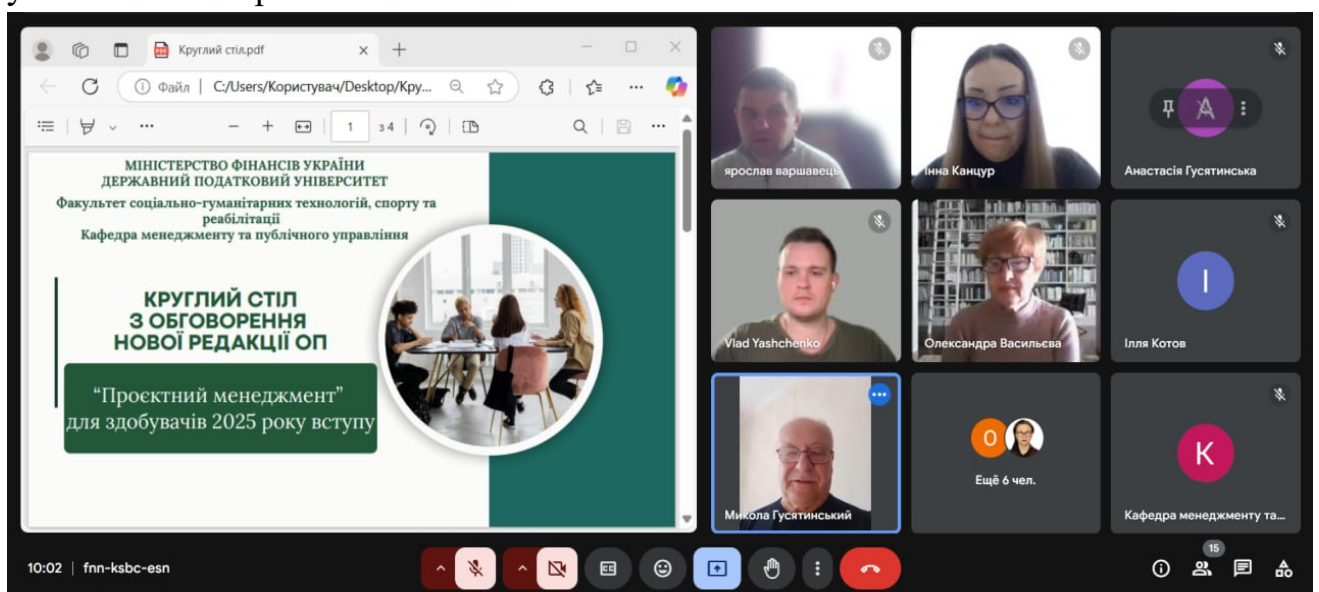 Круглий стіл.pdf
Файл | C:/Users/Користувач/Desktop/Кру...
1 з 4
МІНІСТЕРСТВО ФІНАНСІВ УКРАЇНИ
ДЕРЖАВНИЙ ПОДАТКОВИЙ УНІВЕРСИТЕТ
Факультет соціально-гуманітарних технологій, спорту та
реабілітації
Кафедра менеджменту та публічного управління
КРУГЛИЙ СТІЛ
З ОБГОВОРЕННЯ
НОВОЇ РЕДАКЦІЇ ОП
“Проєктний менеджмент”
для здобувачів 2025 року вступу
ярослав варшавець
Інна Канцур
А
Анастасія Гусятинська
Vlad Yashchenko
Олександра Васильєва
І
Ілля Котов
Микола Гусятинський
О
Ещё 6 чел.
К
Кафедра менеджменту та...
10:02 | fnn-ksbc-esn
15